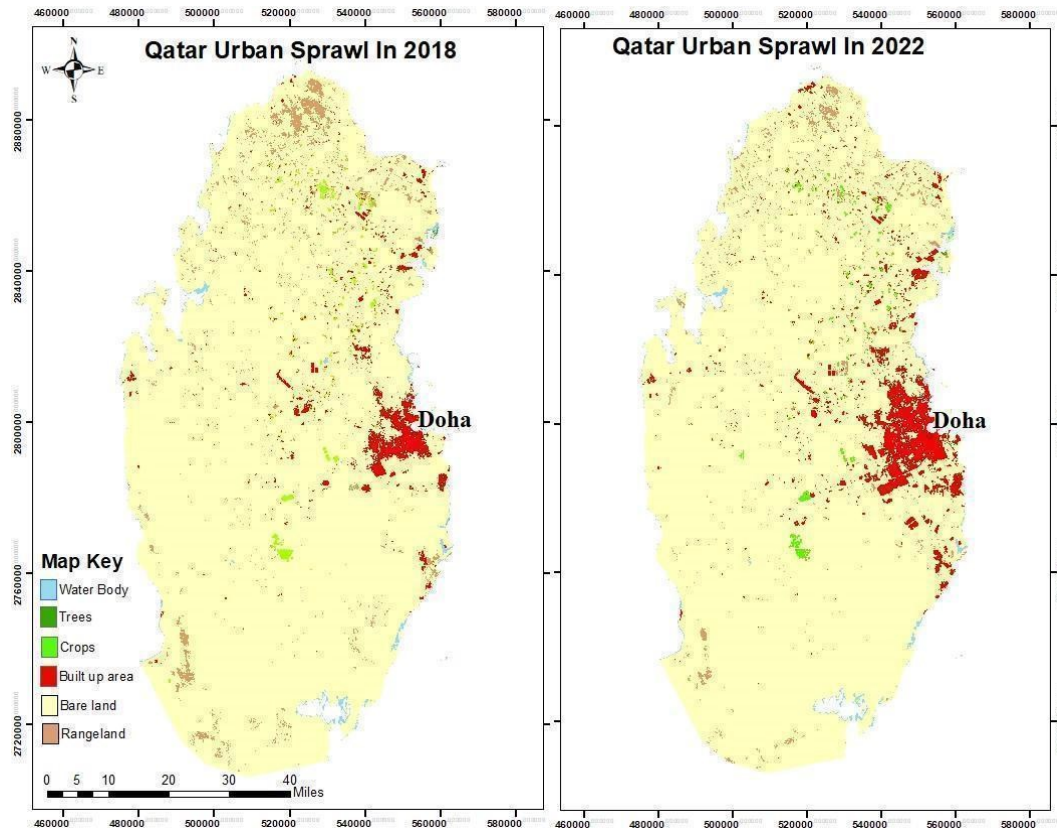 460000 480000 500000 520000 540000 560000 580000
460000 480000 500000 520000 540000 560000 580000
Qatar Urban Sprawl In 2018
Qatar Urban Sprawl In 2022
N
W E
S
2880000
2840000
2800000
2760000
2720000
Doha
Doha
Map Key
Water Body
Trees
Crops
Built up area
Bare land
Rangeland
0 5 10 20 30 40
Miles
460000 480000 500000 520000 540000 560000 580000
460000 480000 500000 520000 540000 560000 580000